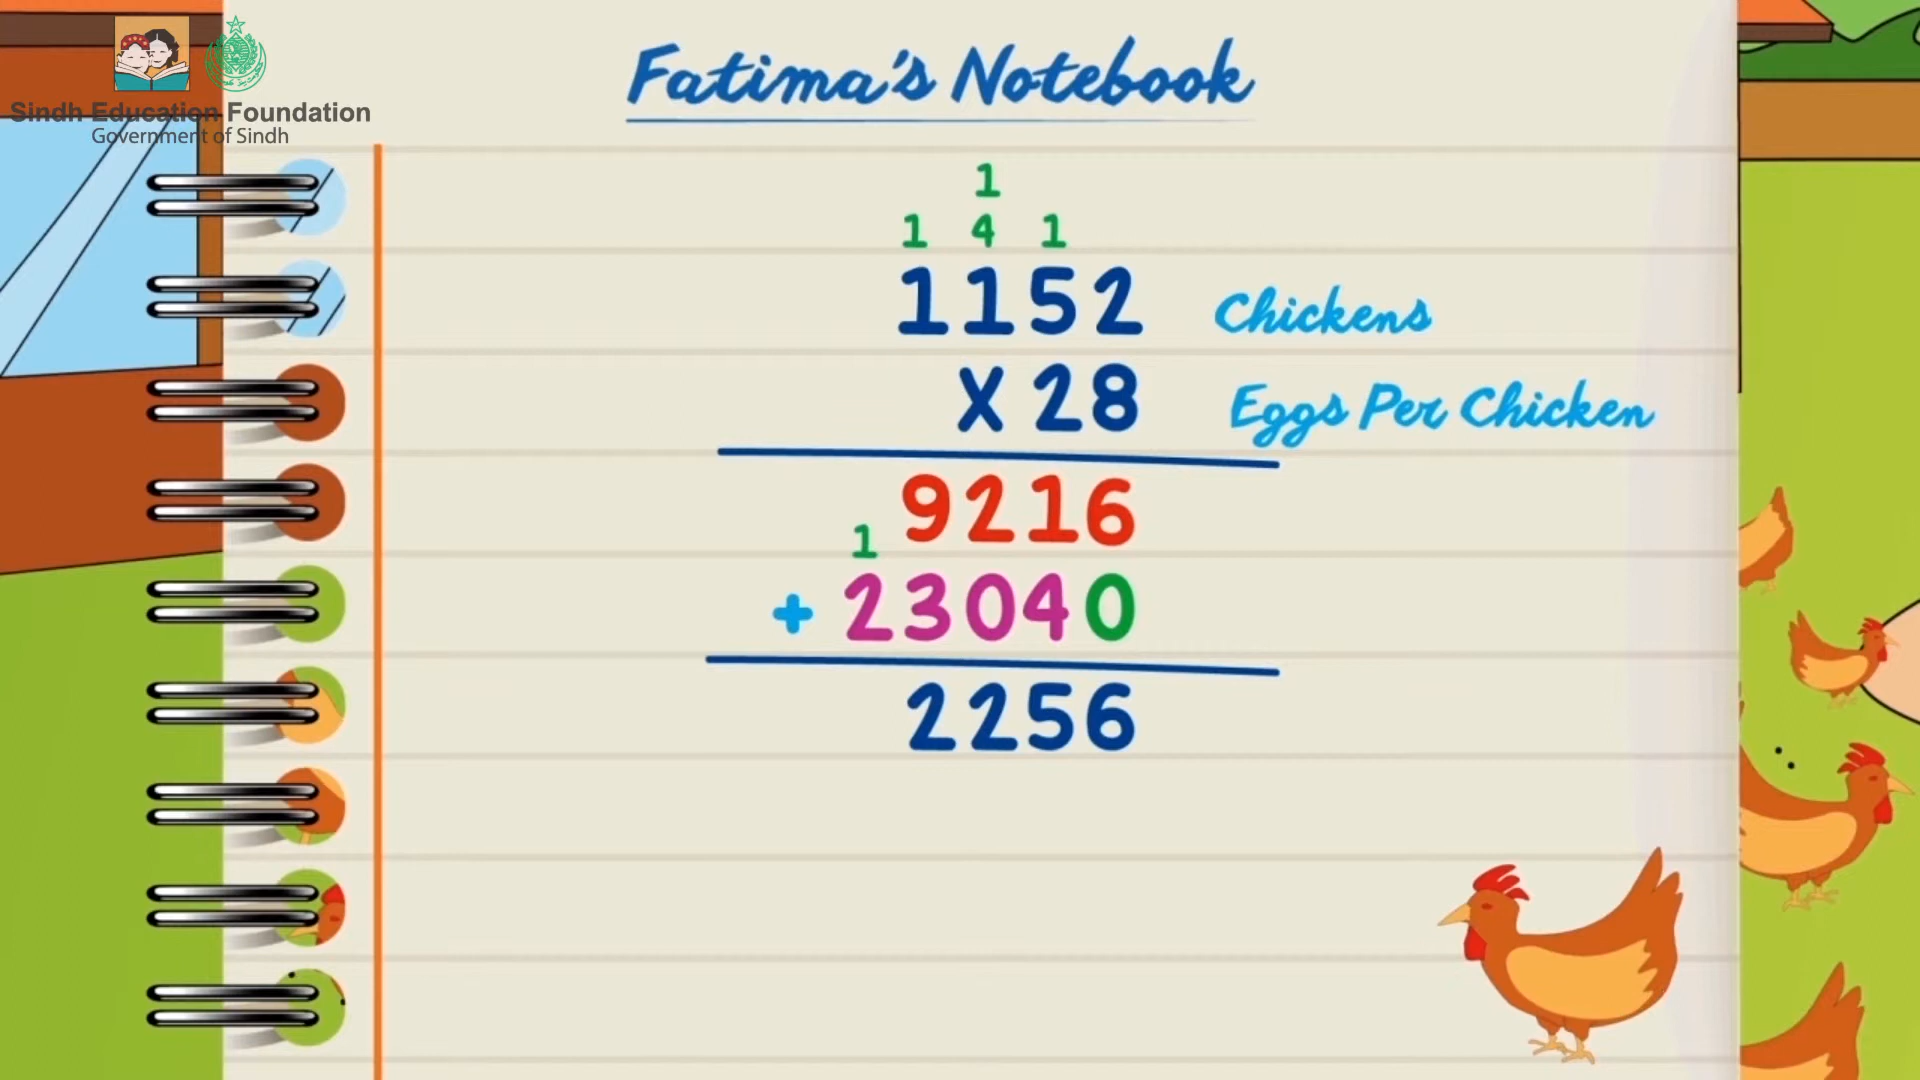 Sindh Education Foundation
Government of Sindh
Fatima's Notebook
1
1 4 1
1152 Chickens
X 28 Eggs Per Chicken
9216
1
+ 23040
2256